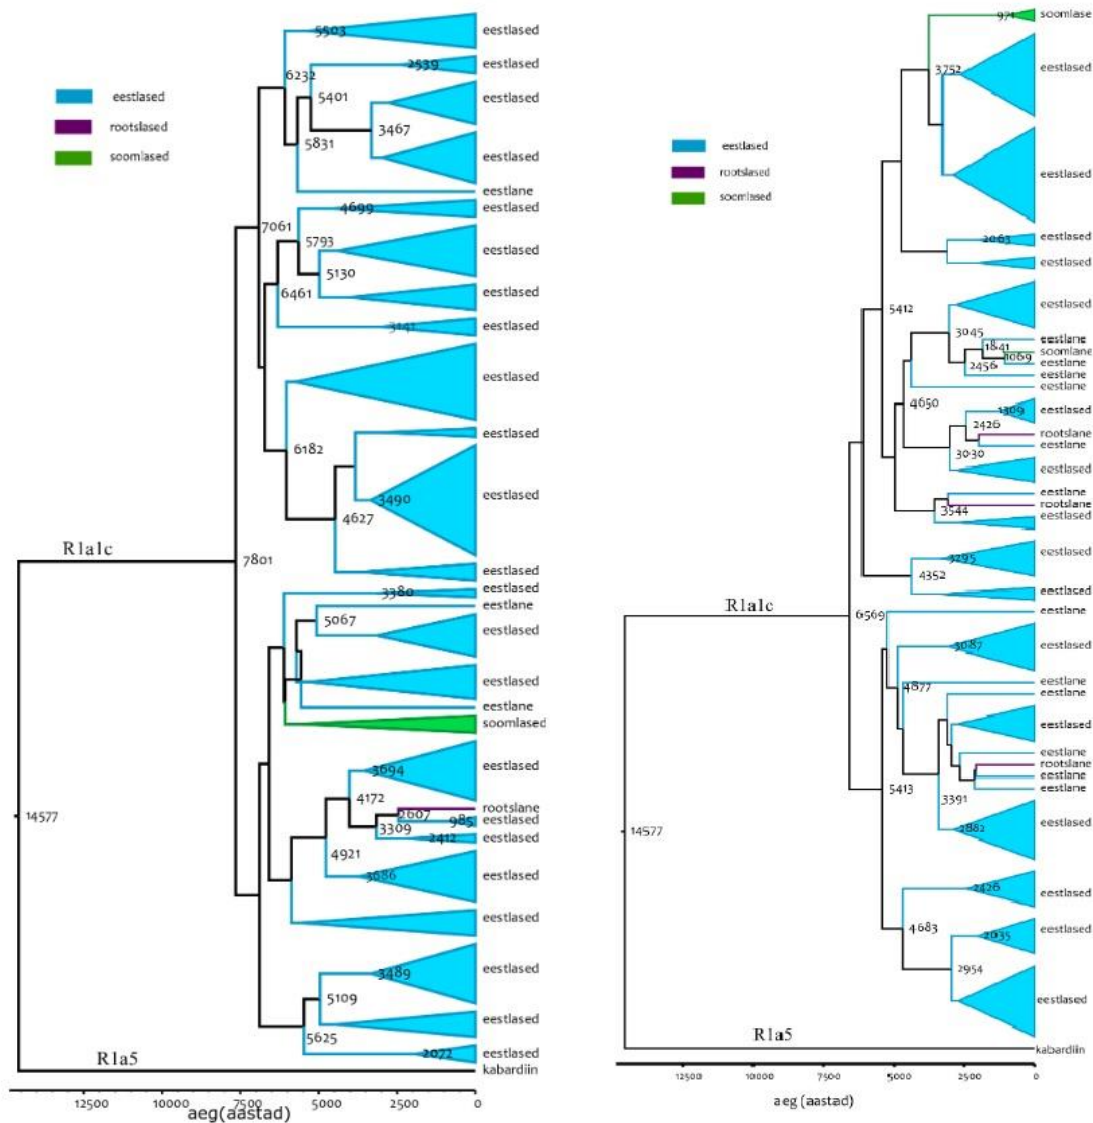 eestlased
rootslased
soomlased
5503
eestlased
2539
eestlased
6232
5401
eestlased
3467
5831
eestlased
eestlane
4699
eestlased
7061
5793
eestlased
5130
6461
eestlased
3141
eestlased
eestlased
eestlased
6182
3490
eestlased
4627
R1a1c
7801
eestlased
3380
eestlased
eestlane
5067
eestlased
eestlased
eestlane
soomlased
3694
eestlased
4172
rootslane
2607
985
eestlased
3309
2412
eestlased
4921
3686
eestlased
eestlased
14577
3489
eestlased
5109
eestlased
5625
R1a5
2072
eestlased
kabardiin
12500
10000
7500
5000
2500
0
aeg(aastad)
eestlased
rootslased
soomlased
971
soomlase
3752
eestlased
eestlased
2063
eestlased
eestlased
5412
eestlased
3045
eestlane
1841
soomlane
1069
eestlane
2456
eestlane
eestlane
4650
1309
eestlased
2426
rootslane
eestlane
3030
eestlased
eestlane
rootslane
3544
eestlased
3795
eestlased
4352
eestlased
R1a1c
6569
eestlane
3087
eestlased
4877
eestlane
eestlane
eestlased
eestlane
rootslane
eestlane
eestlane
5413
3391
2882
eestlased
14577
2426
eestlased
4683
2035
eestlased
2954
eestlased
R1a5
kabardiin
12500
10000
7500
5000
2500
0
aeg (aastad)